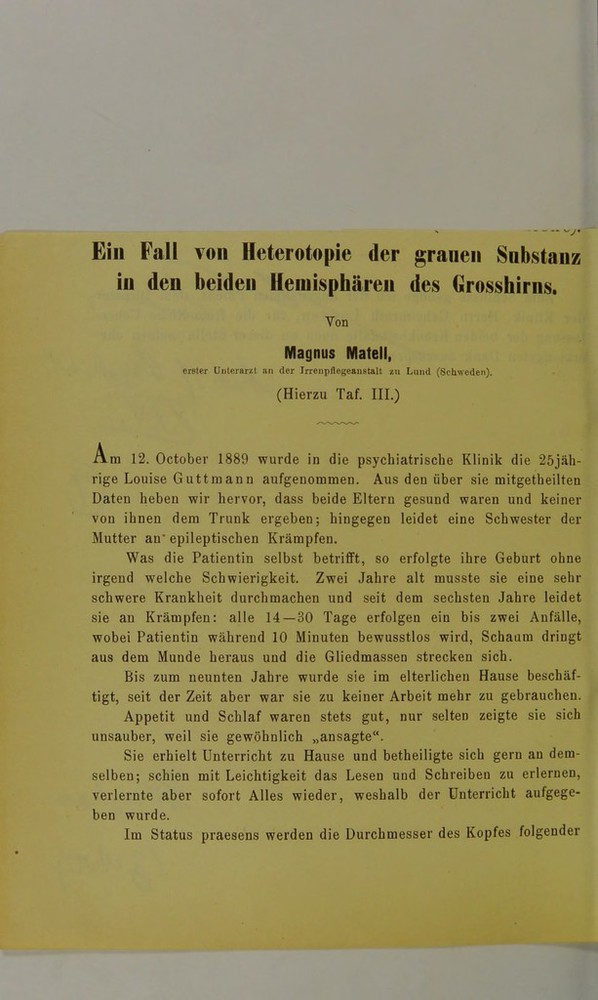 Ein Fall von Heterotopie der grauen Substanz
in den beiden Hemisphären des Grosshirns.
Von
Magnus Matell,
erster Unterarzt an der Irrenpflegeanstalt zu Lund (Schweden).
(Hierzu Taf. III.)
Am 12. October 1889 wurde in die psychiatrische Klinik die 25jäh-
rige Louise Guttmann aufgenommen. Aus den über sie mitgetheilten
Daten heben wir hervor, dass beide Eltern gesund waren und keiner
von ihnen dem Trunk ergeben; hingegen leidet eine Schwester der
Mutter an epileptischen Krämpfen.
Was die Patientin selbst betrifft, so erfolgte ihre Geburt ohne
irgend welche Schwierigkeit. Zwei Jahre alt musste sie eine sehr
schwere Krankheit durchmachen und seit dem sechsten Jahre leidet
sie an Krämpfen: alle 14—30 Tage erfolgen ein bis zwei Anfälle,
wobei Patientin während 10 Minuten bewusstlos wird, Schaum dringt
aus dem Munde heraus und die Gliedmassen strecken sich.
Bis zum neunten Jahre wurde sie im elterlichen Hause beschäf-
tigt, seit der Zeit aber war sie zu keiner Arbeit mehr zu gebrauchen.
Appetit und Schlaf waren stets gut, nur selten zeigte sie sich
unsauber, weil sie gewöhnlich „ansagte“.
Sie erhielt Unterricht zu Hause und betheiligte sich gern an dem-
selben; schien mit Leichtigkeit das Lesen und Schreiben zu erlernen,
verlernte aber sofort Alles wieder, weshalb der Unterricht aufgege-
ben wurde.
Im Status praesens werden die Durchmesser des Kopfes folgender